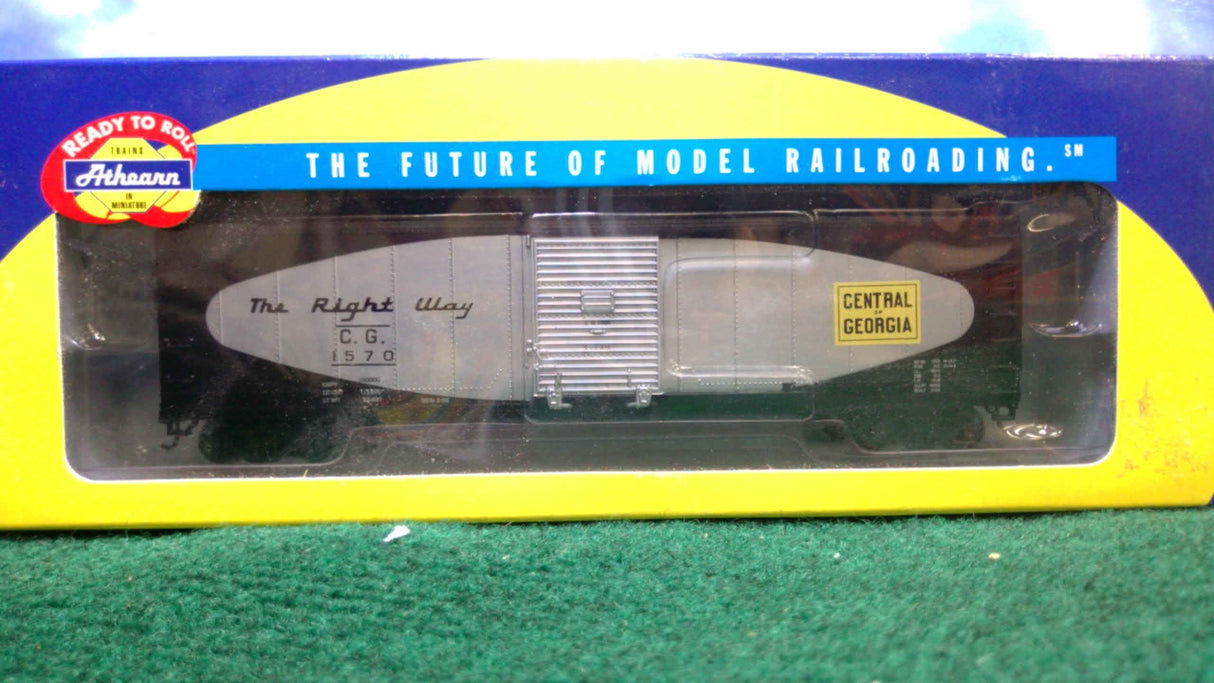 READY TO ROLL
TRAINS
Athearn
IN
MINIATURE
THE FUTURE OF MODEL RAILROADING.℠
The Right Way
C. G.
1570
CENTRAL
OF
GEORGIA